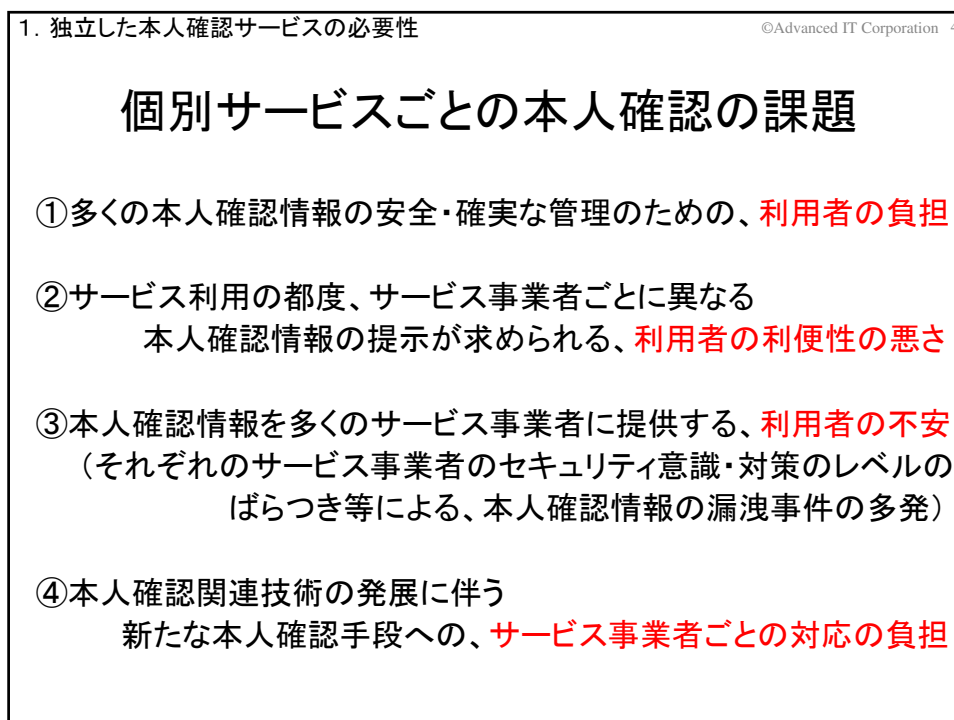 1．独立した本人確認サービスの必要性
©Advanced IT Corporation 4
個別サービスごとの本人確認の課題
①多くの本人確認情報の安全・確実な管理のための、利用者の負担
②サービス利用の都度、サービス事業者ごとに異なる
本人確認情報の提示が求められる、利用者の利便性の悪さ
③本人確認情報を多くのサービス事業者に提供する、利用者の不安
（それぞれのサービス事業者のセキュリティ意識・対策のレベルの
ばらつき等による、本人確認情報の漏洩事件の多発）
④本人確認関連技術の発展に伴う
新たな本人確認手段への、サービス事業者ごとの対応の負担